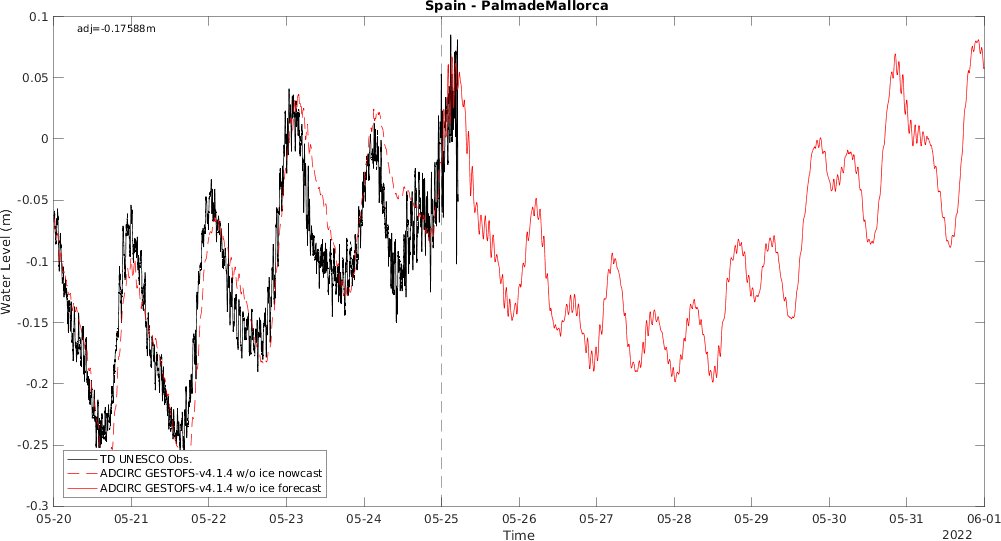 Spain - PalmadeMallorca
adj=-0.17588m
0.1
0.05
0
-0.05
-0.1
-0.15
-0.2
-0.25
-0.3
Water Level (m)
TD UNESCO Obs.
ADCIRC GESTOFS-v4.1.4 w/o ice nowcast
ADCIRC GESTOFS-v4.1.4 w/o ice forecast
05-20 05-21 05-22 05-23 05-24 05-25 05-26 05-27 05-28 05-29 05-30 05-31 06-01
Time
2022